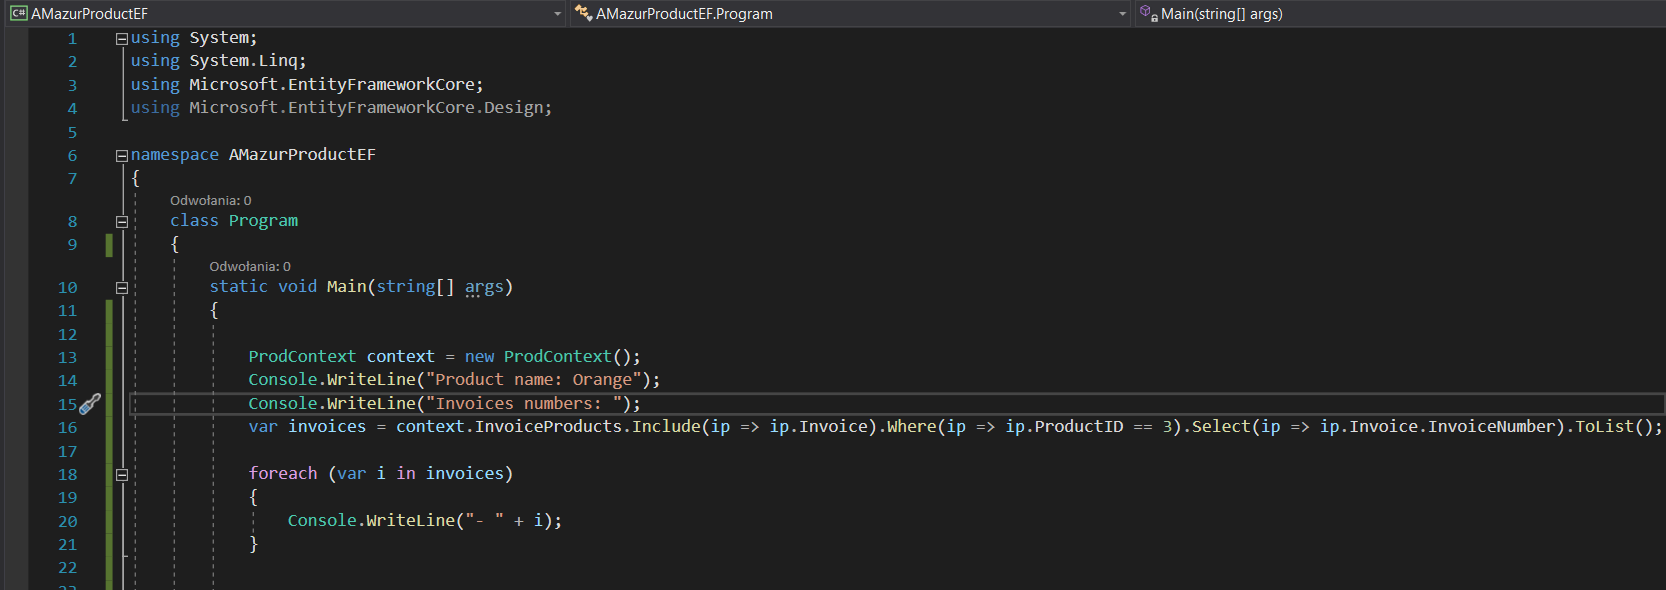 C# AMazurProductEF AMazurProductEF.Program Main(string[] args)
1 using System;
2 using System.Linq;
3 using Microsoft.EntityFrameworkCore;
4 using Microsoft.EntityFrameworkCore.Design;
5
6 namespace AMazurProductEF
7 {
Odwołania: 0
8 class Program
9 {
Odwołania: 0
10 static void Main(string[] args)
11 {
12
13 ProdContext context = new ProdContext();
14 Console.WriteLine("Product name: Orange");
15 Console.WriteLine("Invoices numbers: ");
16 var invoices = context.InvoiceProducts.Include(ip => ip.Invoice).Where(ip => ip.ProductID == 3).Select(ip => ip.Invoice.InvoiceNumber).ToList();
17
18 foreach (var i in invoices)
19 {
20 Console.WriteLine("- " + i);
21 }
22
23